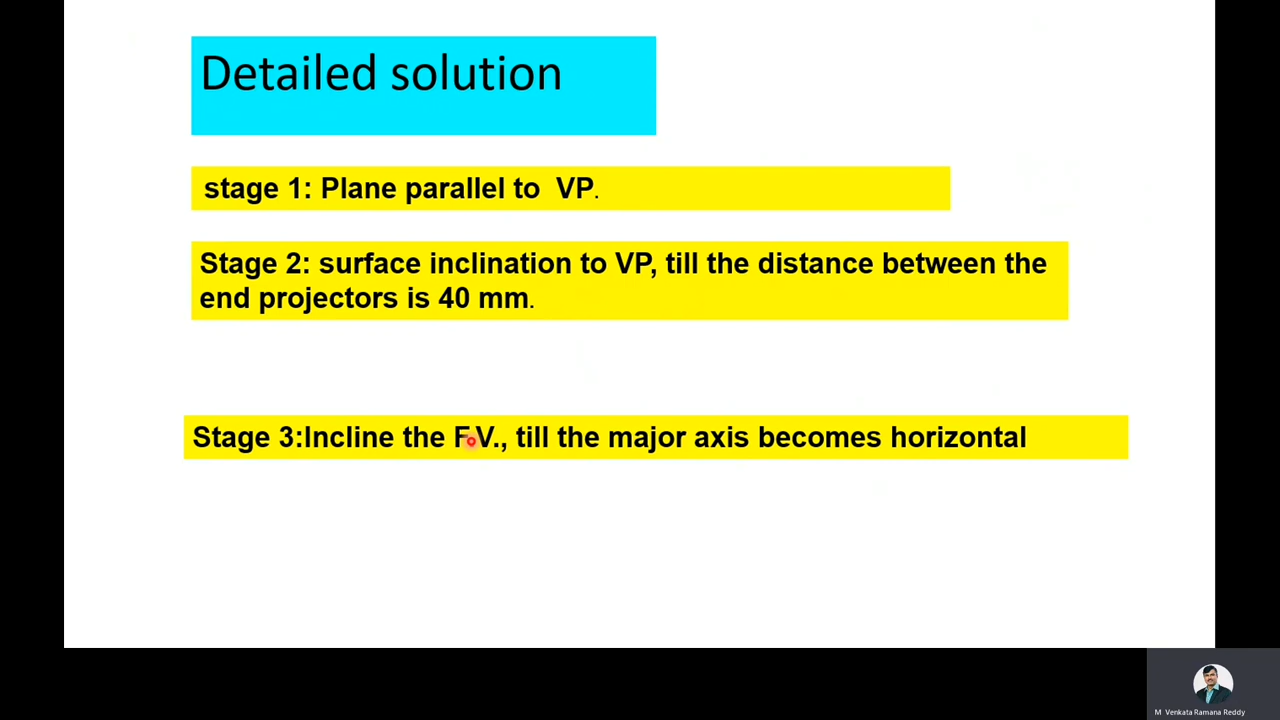 Detailed solution
stage 1: Plane parallel to  VP.
Stage 2: surface inclination to VP, till the distance between the
end projectors is 40 mm.
Stage 3:Incline the F.V., till the major axis becomes horizontal
M Venkata Ramana Reddy